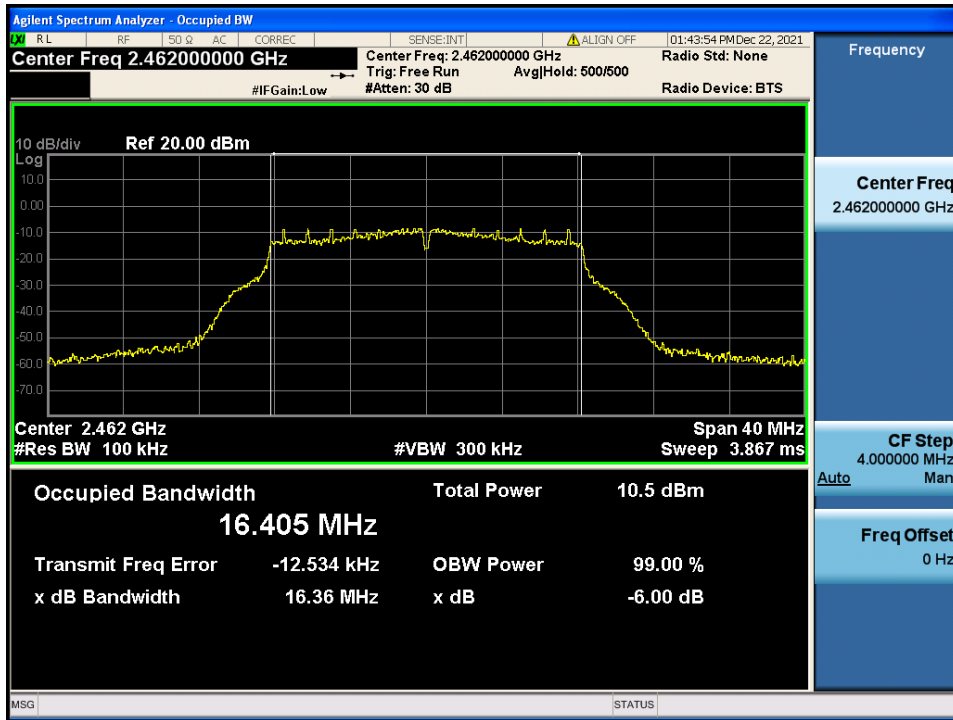 Agilent Spectrum Analyzer - Occupied BW
LXI RL RF 50 Ω AC CORREC SENSE:INT ALIGN OFF 01:43:54 PM Dec 22, 2021
Center Freq 2.462000000 GHz
Center Freq: 2.462000000 GHz
Radio Std: None
Trig: Free Run Avg|Hold: 500/500
#IFGain:Low
#Atten: 30 dB
Radio Device: BTS
10 dB/div Ref 20.00 dBm
Log
10.0
0.00
-10.0
-20.0
-30.0
-40.0
-50.0
-60.0
-70.0
Center 2.462 GHz Span 40 MHz
#Res BW 100 kHz #VBW 300 kHz Sweep 3.867 ms
Occupied Bandwidth Total Power 10.5 dBm
16.405 MHz
Transmit Freq Error -12.534 kHz OBW Power 99.00 %
x dB Bandwidth 16.36 MHz x dB -6.00 dB
MSG STATUS
Frequency
Center Freq
2.462000000 GHz
CF Step
4.000000 MHz
Auto Man
Freq Offset
0 Hz